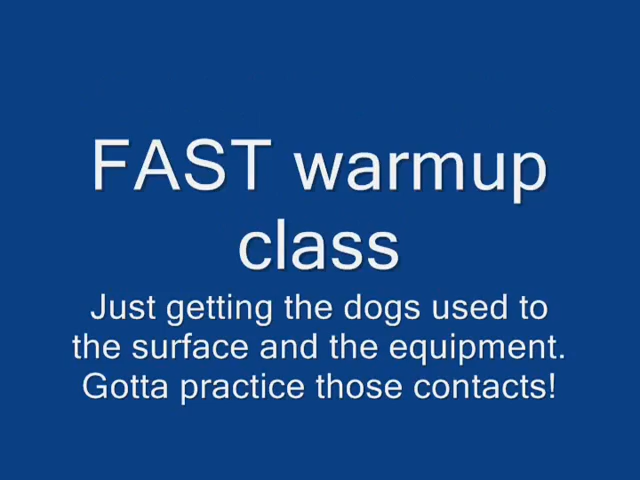 FAST warmup
class
Just getting the dogs used to
the surface and the equipment.
Gotta practice those contacts!